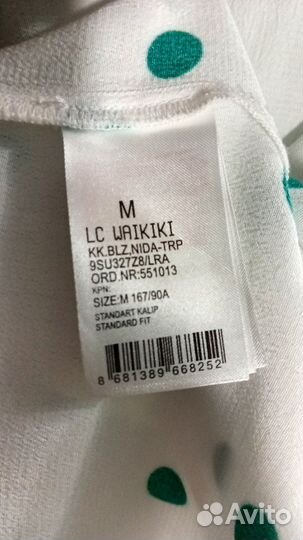 M
LC WAIKIKI
KK.BLZ,NIDA-TRP
9SU327Z8/LRA
ORD.NR:551013
KPN:
SIZE:M 167/90A
STANDART KALIP
STANDARD FIT
8 681389 668252
Avito